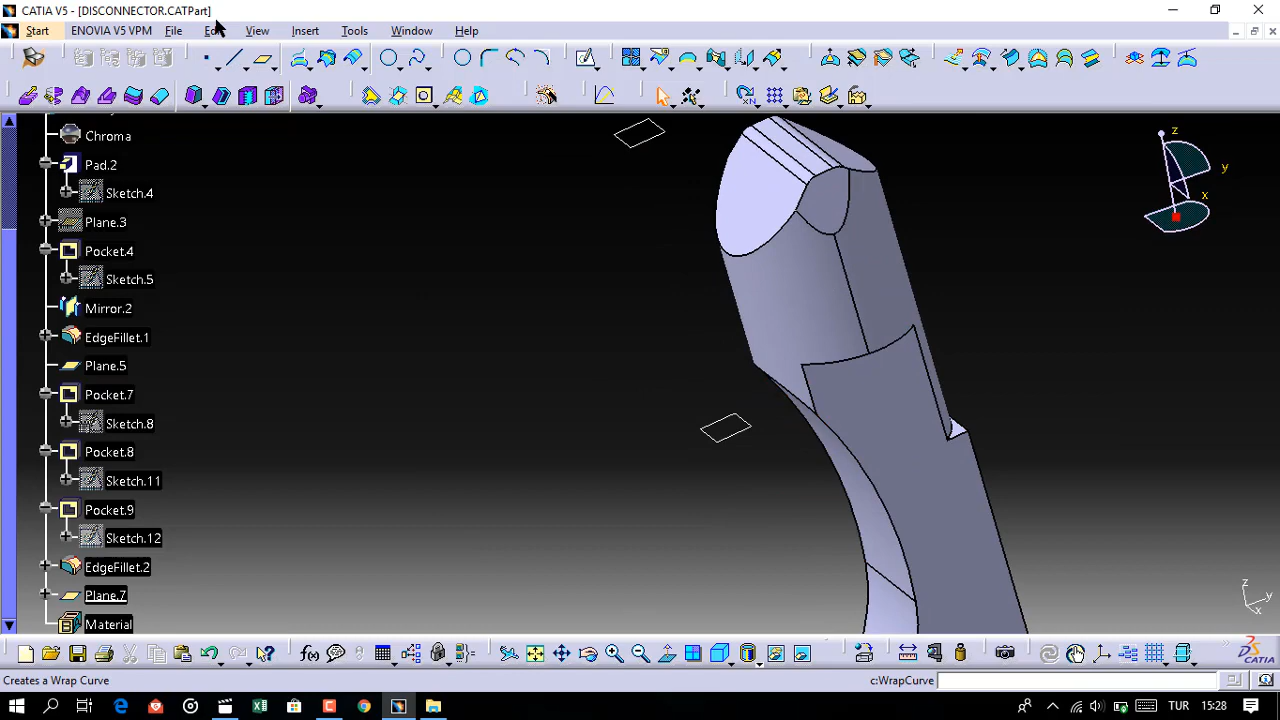 CATIA V5 - [DISCONNECTOR.CATPart]
Start ENOVIA V5 VPM File Edit View Insert Tools Window Help
Chroma
Pad.2
Sketch.4
Plane.3
Pocket.4
Sketch.5
Mirror.2
EdgeFillet.1
Plane.5
Pocket.7
Sketch.8
Pocket.8
Sketch.11
Pocket.9
Sketch.12
EdgeFillet.2
Plane.7
Material
z
y
x
z
y
x
f(x)
CATIA
Creates a Wrap Curve c:WrapCurve
TUR 15:28